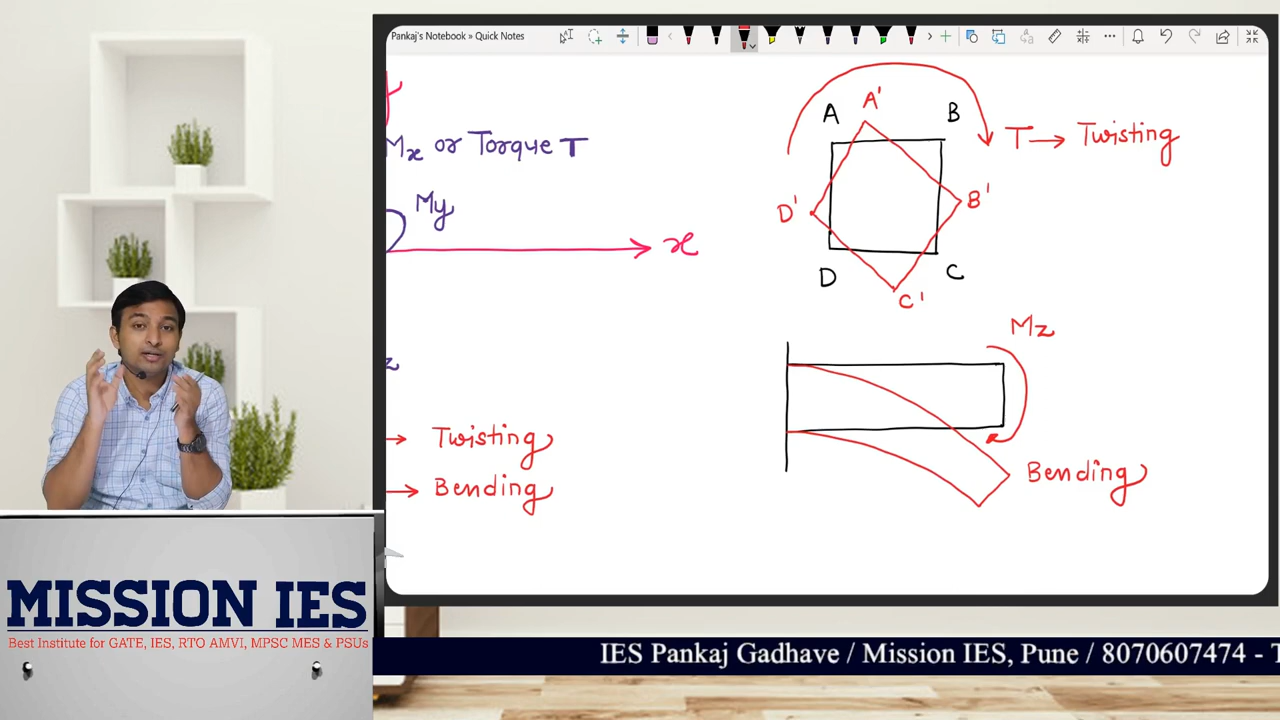 Pankaj's Notebook » Quick Notes
Mx or Torque T
My
x
z
→ Twisting
→ Bending
A A' B
T → Twisting
D' B'
D C
C'
Mz
Bending
MISSION IES
Best Institute for GATE, IES, RTO AMVI, MPSC MES & PSUs
IES Pankaj Gadhave / Mission IES, Pune / 8070607474 - T